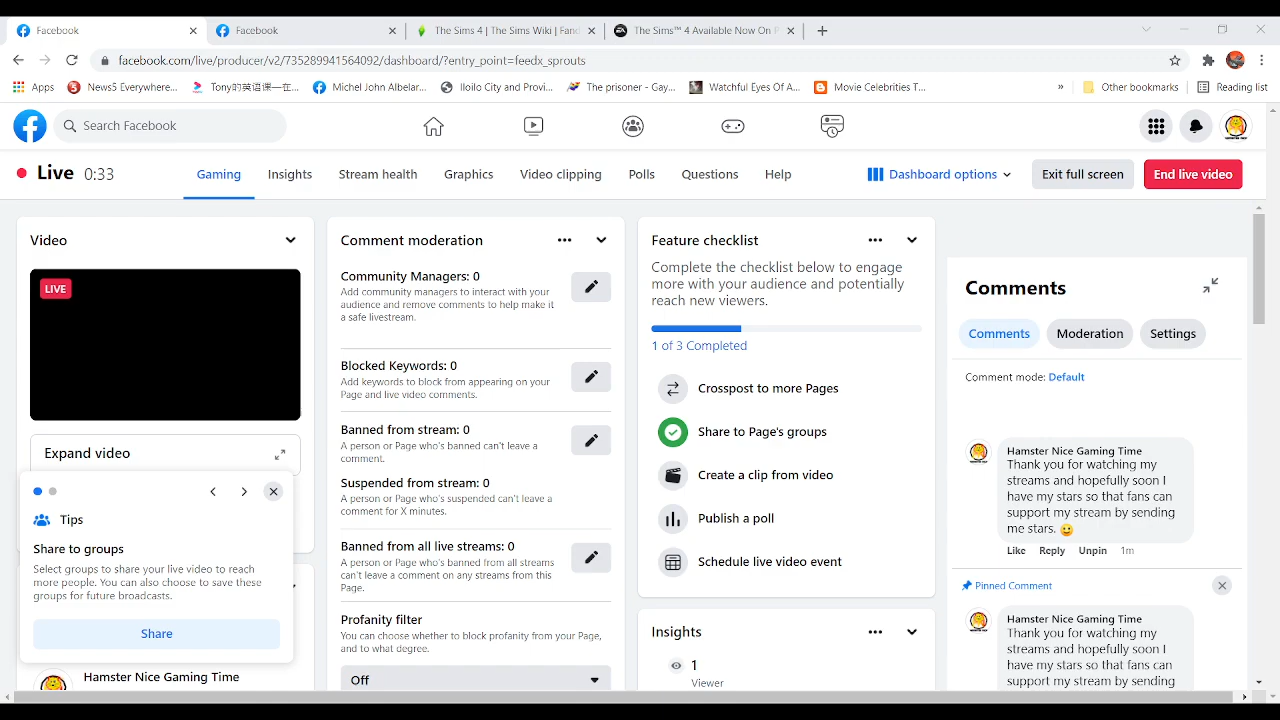 Facebook
Facebook
The Sims 4 | The Sims Wiki | Fand
The Sims™ 4 Available Now On P
facebook.com/live/producer/v2/735289941564092/dashboard/?entry_point=feedx_sprouts
Apps
News5 Everywhere...
Tony的英语课一在...
Michel John Albelar...
Iloilo City and Provi...
The prisoner - Gay...
Watchful Eyes Of A...
Movie Celebrities T...
»
Other bookmarks
Reading list
Search Facebook
Live 0:33
Gaming
Insights
Stream health
Graphics
Video clipping
Polls
Questions
Help
Dashboard options
Exit full screen
End live video
Video
LIVE
Expand video
Tips
Share to groups
Select groups to share your live video to reach
more people. You can also choose to save these
groups for future broadcasts.
Share
Hamster Nice Gaming Time
Comment moderation
Community Managers: 0
Add community managers to interact with your
audience and remove comments to help make it
a safe livestream.
Blocked Keywords: 0
Add keywords to block from appearing on your
Page and live video comments.
Banned from stream: 0
A person or Page who's banned can't leave a
comment.
Suspended from stream: 0
A person or Page who's suspended can't leave a
comment for X minutes.
Banned from all live streams: 0
A person or Page who's banned from all streams
can't leave a comment on any streams from this
Page.
Profanity filter
You can choose whether to block profanity from your Page,
and to what degree.
Off
Feature checklist
Complete the checklist below to engage
more with your audience and potentially
reach new viewers.
1 of 3 Completed
Crosspost to more Pages
Share to Page's groups
Create a clip from video
Publish a poll
Schedule live video event
Insights
1
Viewer
Comments
Comments
Moderation
Settings
Comment mode: Default
Hamster Nice Gaming Time
Thank you for watching my
streams and hopefully soon I
have my stars so that fans can
support my stream by sending
me stars. 🙂
Like Reply Unpin 1m
Pinned Comment
Hamster Nice Gaming Time
Thank you for watching my
streams and hopefully soon I
have my stars so that fans can
support my stream by sending